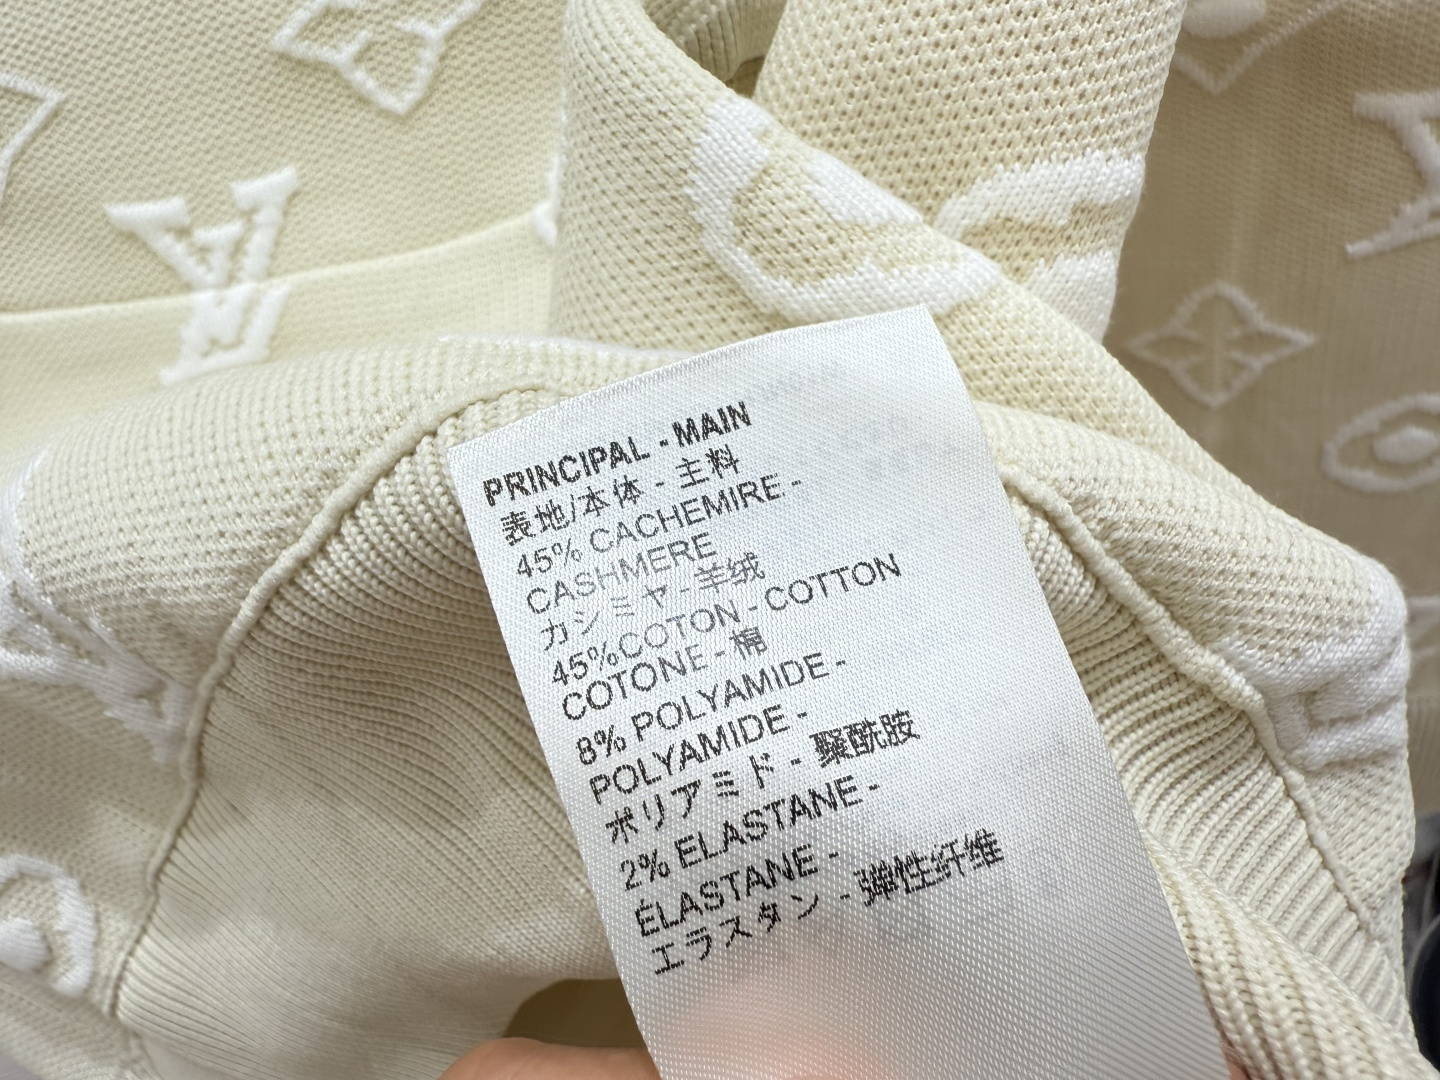 PRINCIPAL - MAIN
表地/本体 - 主料
45% CACHEMIRE -
CASHMERE
カシミヤ - 羊绒
45%COTON - COTTON
COTONE - 棉
8% POLYAMIDE -
POLYAMIDE -
ポリアミド - 聚酰胺
2% ELASTANE -
ÉLASTANE -
エラスタン - 弹性纤维